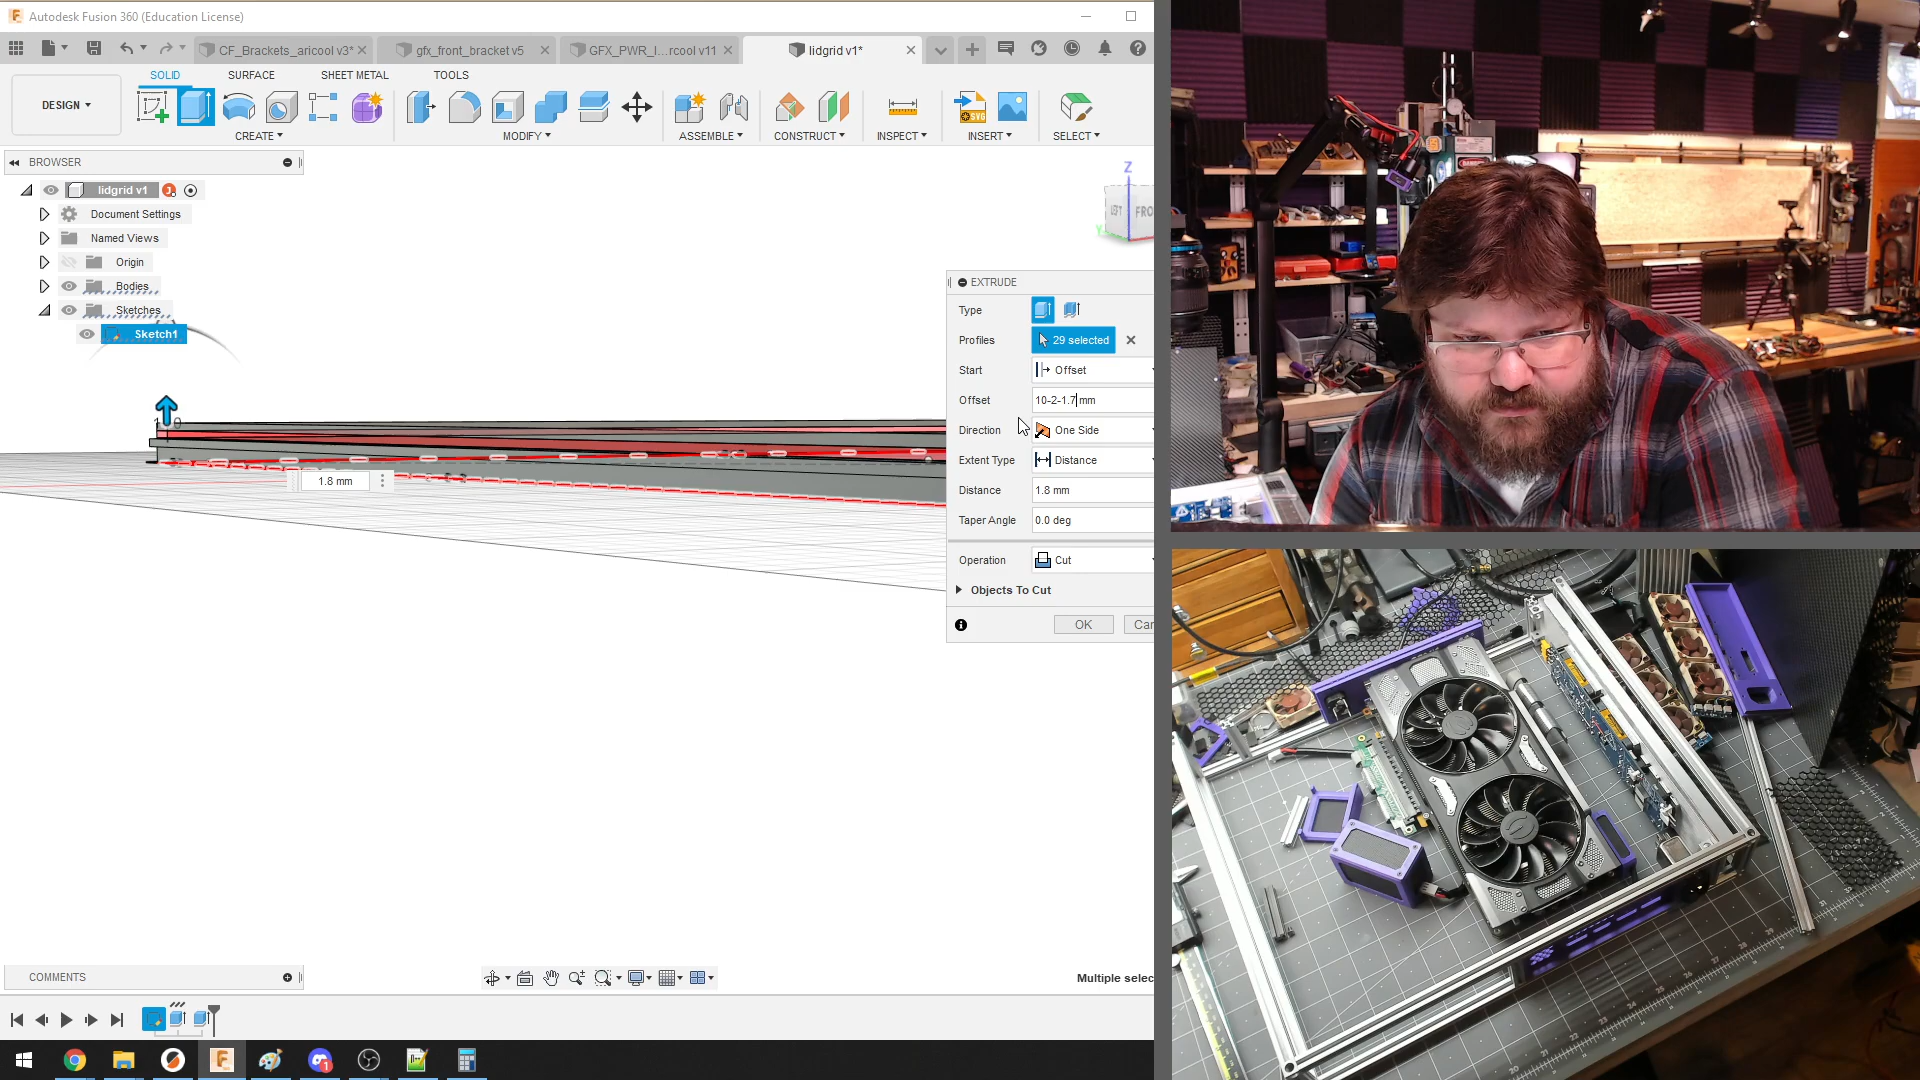 Autodesk Fusion 360 (Education License)
CF_Brackets_aricool v3*
gfx_front_bracket v5
GFX_PWR_I...rcool v11
lidgrid v1*
DESIGN
SOLID
SURFACE
SHEET METAL
TOOLS
CREATE
MODIFY
ASSEMBLE
CONSTRUCT
INSPECT
INSERT
SELECT
SVG
BROWSER
lidgrid v1
Document Settings
Named Views
Origin
Bodies
Sketches
Sketch1
Z
LEFT
FRO
EXTRUDE
Type
Profiles
29 selected
Start
Offset
Offset
10-2-1.7 mm
Direction
One Side
Extent Type
Distance
Distance
1.8 mm
Taper Angle
0.0 deg
Operation
Cut
Objects To Cut
OK
Can
1.8 mm
COMMENTS
Multiple selec